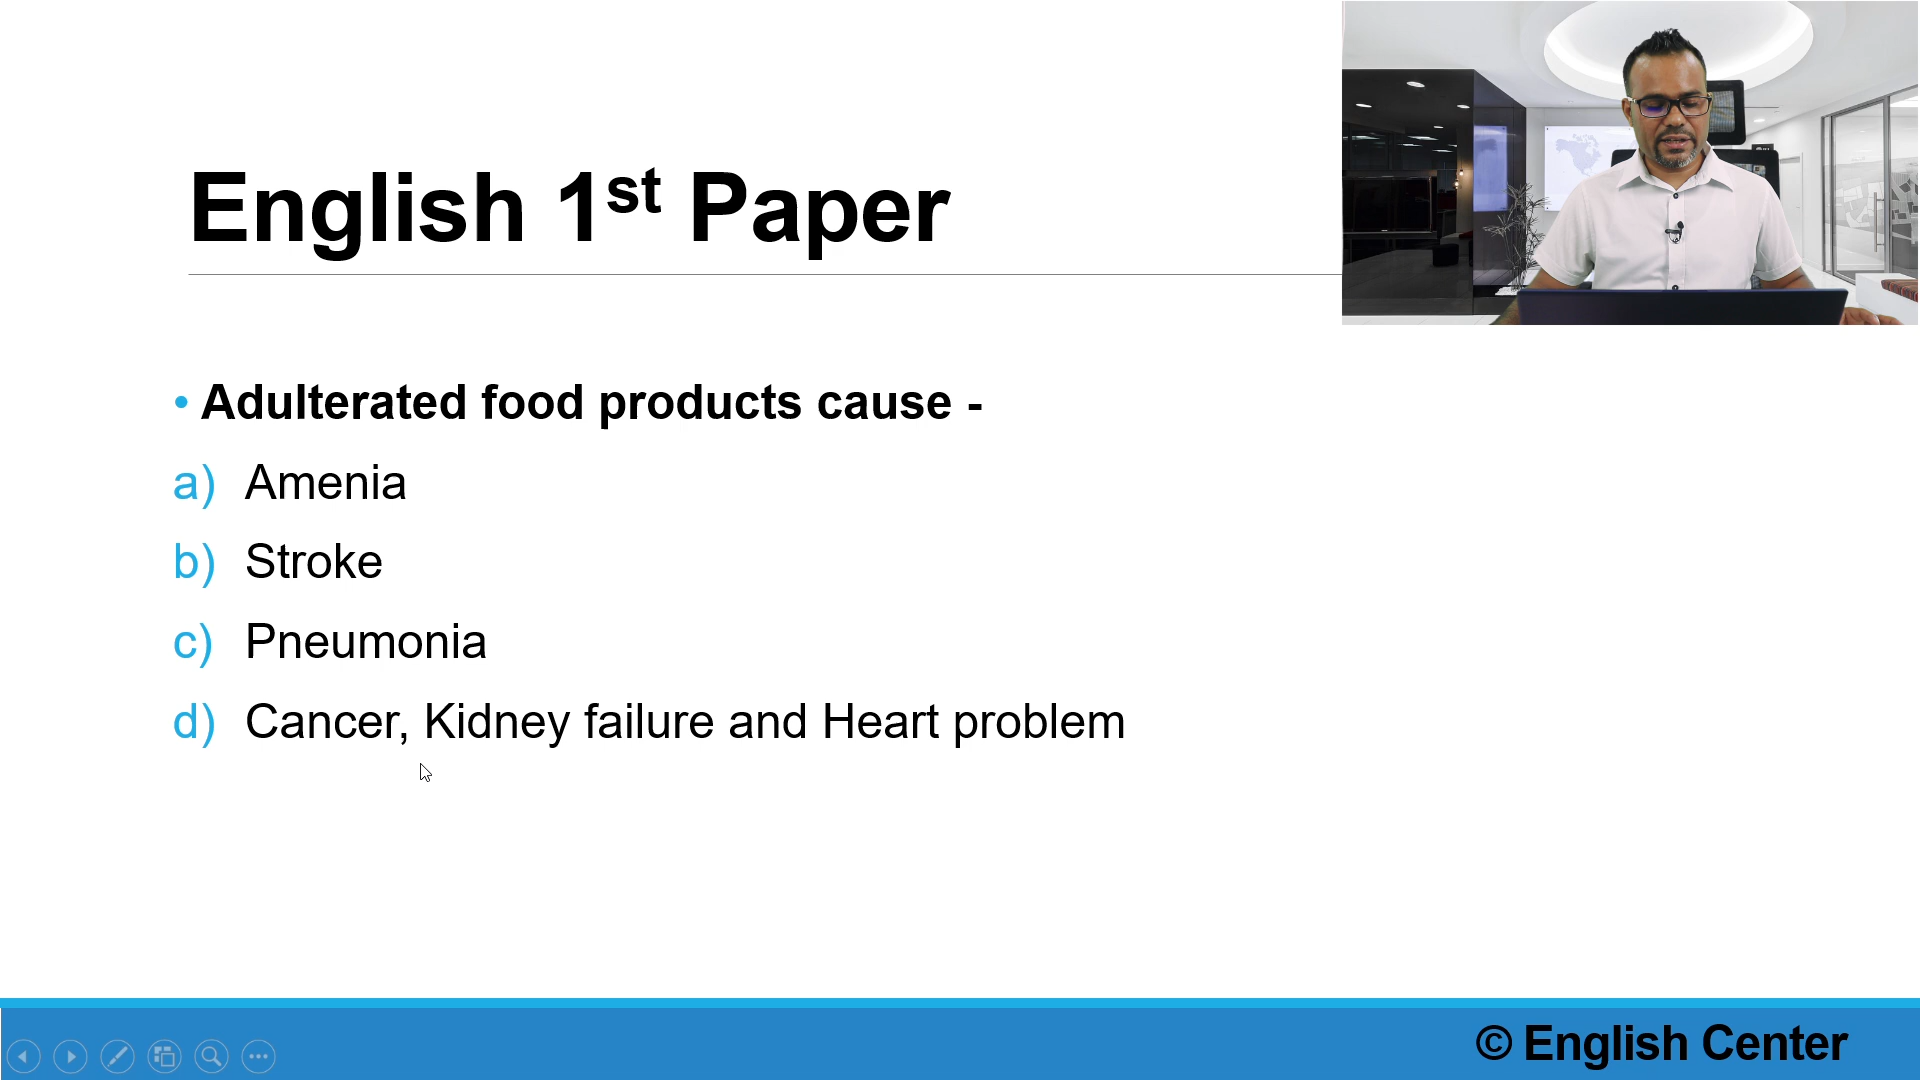 English 1st Paper
• Adulterated food products cause -
a) Amenia
b) Stroke
c) Pneumonia
d) Cancer, Kidney failure and Heart problem
© English Center